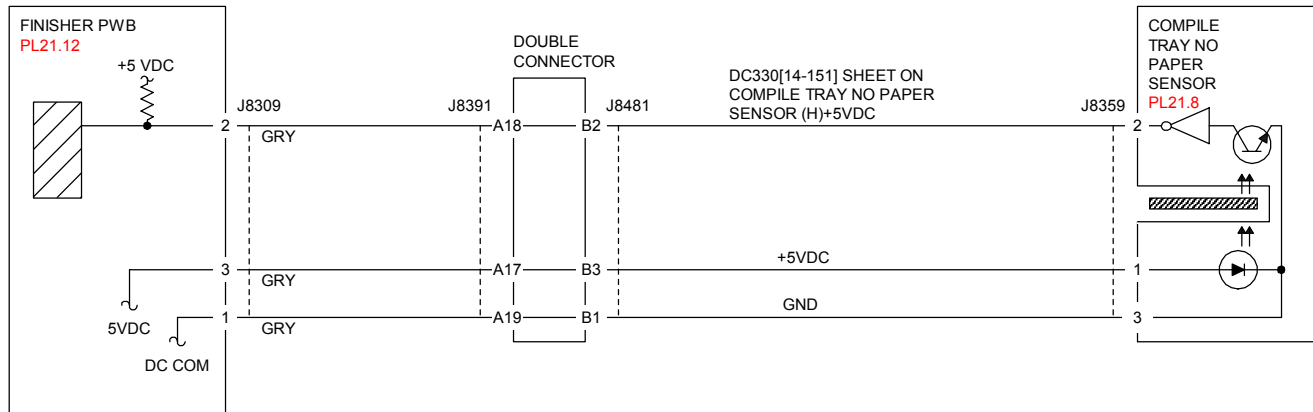 FINISHER PWB
PL21.12
+5 VDC
J8309
2
GRY
3
GRY
5VDC
1
GRY
DC COM
DOUBLE
CONNECTOR
J8391
J8481
A18
B2
A17
B3
A19
B1
DC330[14-151] SHEET ON
COMPILE TRAY NO PAPER
SENSOR (H)+5VDC
+5VDC
GND
J8359
COMPILE
TRAY NO
PAPER
SENSOR
PL21.8
2
1
3